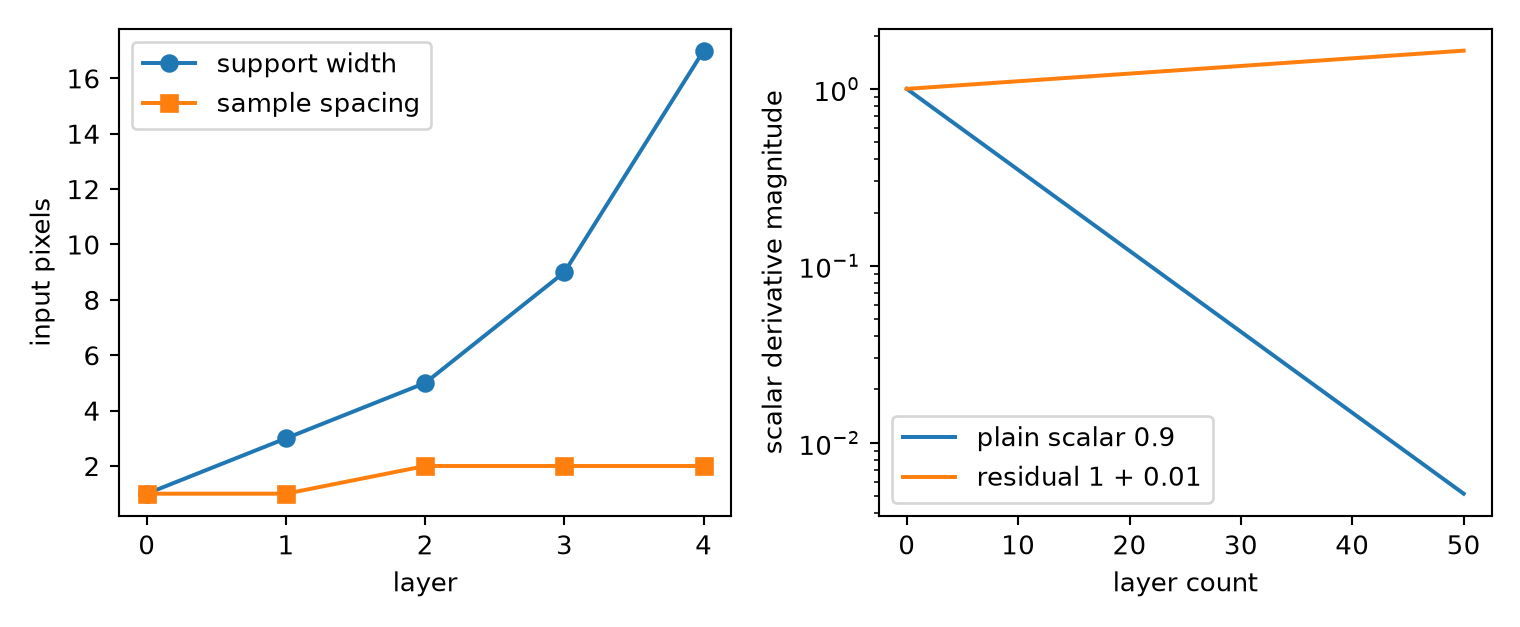 support width
sample spacing
input pixels
16
14
12
10
8
6
4
2
0 1 2 3 4
layer
plain scalar 0.9
residual 1 + 0.01
scalar derivative magnitude
10⁰
10⁻¹
10⁻²
0 10 20 30 40 50
layer count